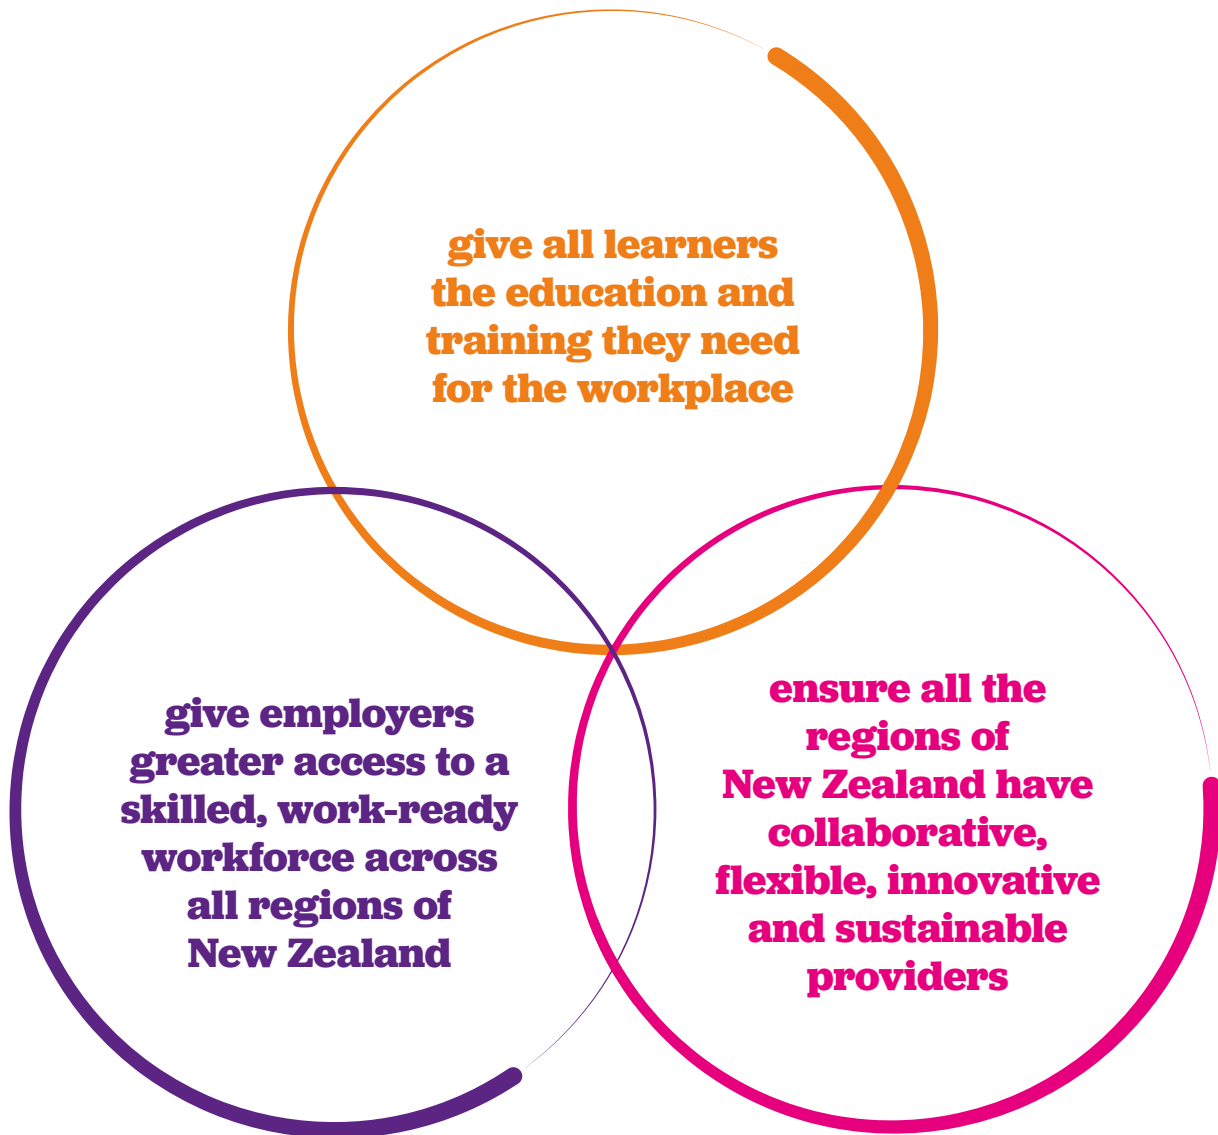 give all learners
the education and
training they need
for the workplace
give employers
greater access to a
skilled, work-ready
workforce across
all regions of
New Zealand
ensure all the
regions of
New Zealand have
collaborative,
flexible, innovative
and sustainable
providers